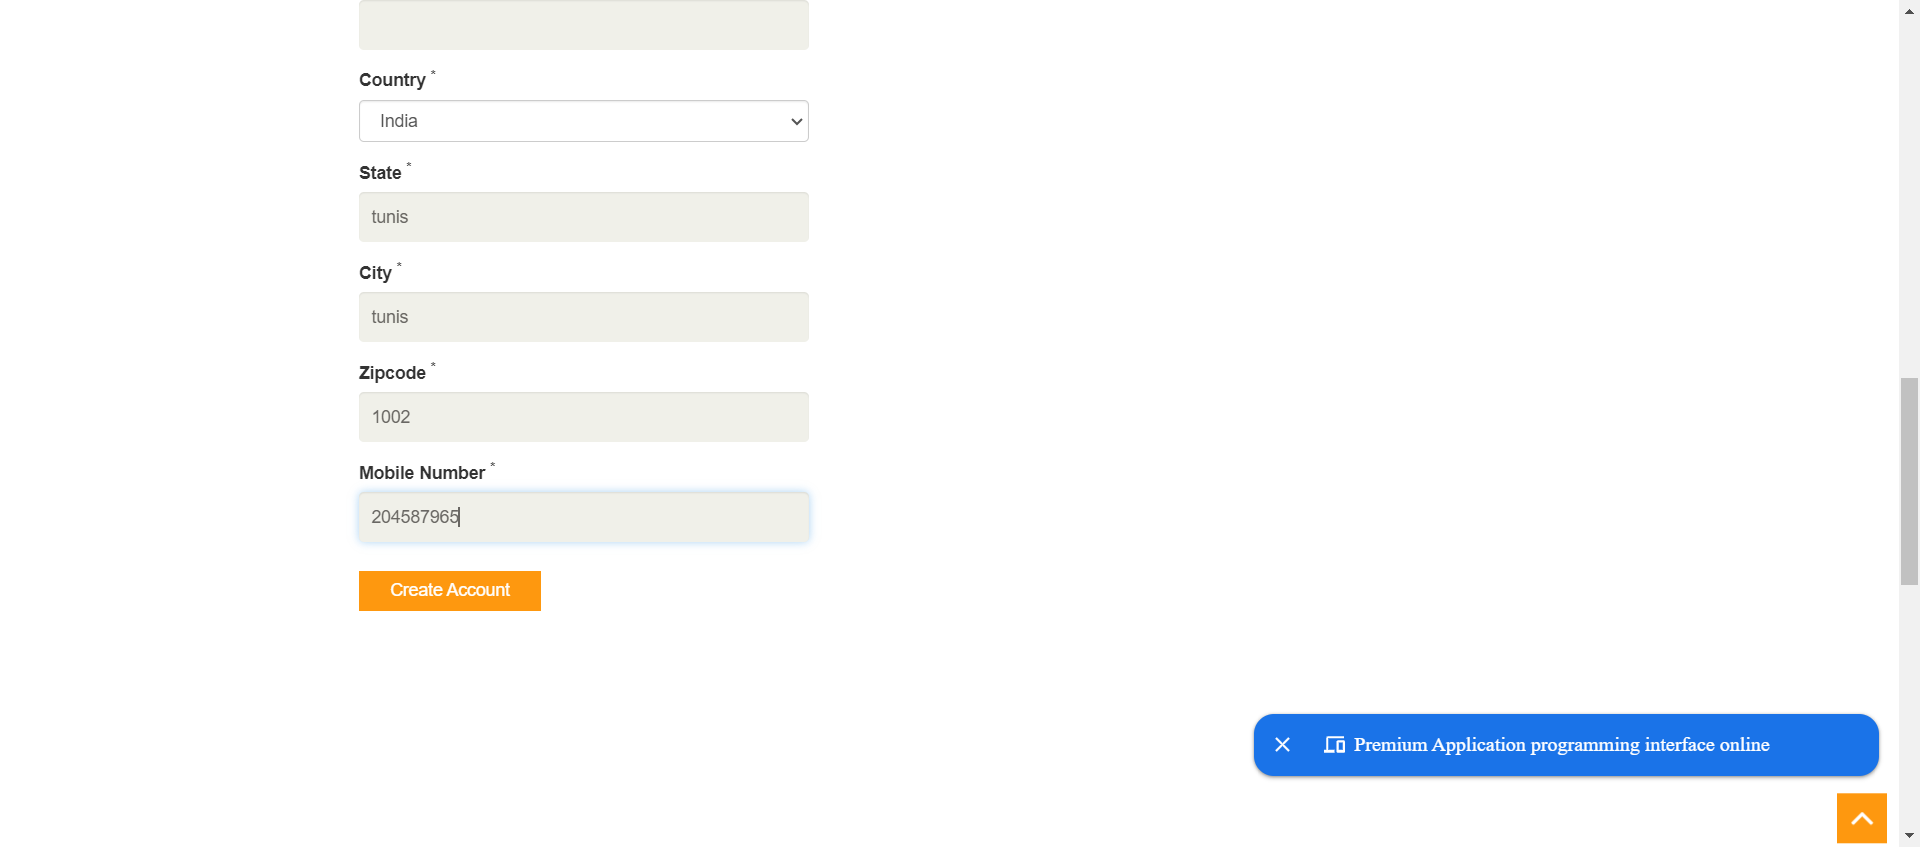 Country *
India
State *
tunis
City *
tunis
Zipcode *
1002
Mobile Number *
204587965
Create Account
Premium Application programming interface online